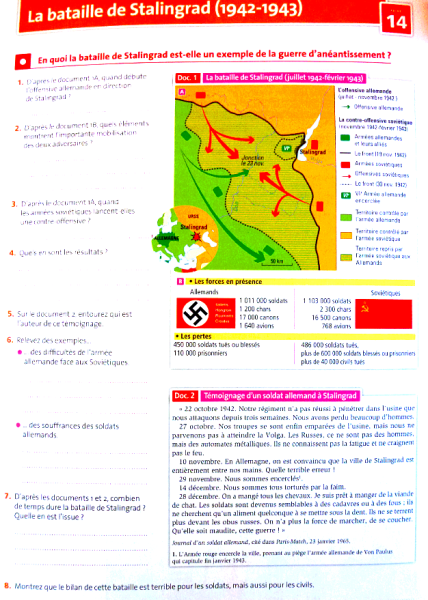 La bataille de Stalingrad (1942-1943)
14
En quoi la bataille de Stalingrad est-elle un exemple de la guerre d'anéantissement ?
1. D'après le document 1A, quand débute
l'offensive allemande en direction
de Stalingrad ?
2. D'après le document 1B, quels éléments
montrent l'importante mobilisation
des deux adversaires ?
3. D'après le document 1A, quand
les armées soviétiques lancent-elles
une contre offensive ?
4. Quels en sont les résultats ?
5. Sur le document 2 entourez qui est
l'auteur de ce témoignage.
6. Relevez des exemples...
... des difficultés de l'armée
allemande face aux Soviétiques
... des souffrances des soldats
allemands
7. D'après les documents 1 et 2, combien
de temps dure la bataille de Stalingrad ?
Quelle en est l'issue ?
8. Montrez que le bilan de cette bataille est terrible pour les soldats, mais aussi pour les civils.
Doc. 1 La bataille de Stalingrad (juillet 1942-février 1943)
A
Jonction
le 23 nov.
Stalingrad
VIe
URSS
Stalingrad
ALLEMAGNE
50 km
L'offensive allemande
(juillet - novembre 1942)
Offensive allemande
La contre-offensive soviétique
(novembre 1942-février 1943)
Armées allemandes
et leurs alliés
Le front (19 nov. 1942)
Armées soviétiques
Offensives soviétiques
Le front (30 nov. 1942)
VIe Armée allemande
encerclée
Territoire contrôlé par
l'armée allemande
Territoire contrôlé par
l'armée soviétique
Territoire repris par
l'armée soviétique aux
Allemands
B • Les forces en présence
Allemands
Soviétiques
1 011 000 soldats
1 200 chars
17 000 canons
1 646 avions
1 103 000 soldats
2 300 chars
16 500 canons
768 avions
• Les pertes
450 000 soldats tués ou blessés
110 000 prisonniers
486 000 soldats tués,
plus de 600 000 soldats blessés ou prisonniers
plus de 40 000 civils tués
Doc. 2 Témoignage d'un soldat allemand à Stalingrad
« 22 octobre 1942. Notre régiment n'a pas réussi à pénétrer dans l'usine que
nous attaquons depuis trois semaines. Nous avons perdu beaucoup d'hommes.
27 octobre. Nos troupes se sont enfin emparées de l'usine, mais nous ne
parvenons pas à atteindre la Volga. Les Russes, ce ne sont pas des hommes,
mais des automates métalliques. Ils ne connaissent pas la fatigue et ne craignent
pas le feu.
10 novembre. En Allemagne, on est convaincu que la ville de Stalingrad est
entièrement entre nos mains. Quelle terrible erreur !
29 novembre. Nous sommes encerclés¹.
14 décembre. Nous sommes tous torturés par la faim.
28 décembre. On a mangé tous les chevaux. Je suis prêt à manger de la viande
de chat. Les soldats sont devenus semblables à des cadavres ou à des fous ; ils
ne cherchent qu'un aliment quelconque à se mettre sous la dent. Ils ne se terrent
plus devant les obus russes. On n'a plus la force de marcher, de se coucher.
Qu'elle soit maudite, cette guerre ! »
Journal d'un soldat allemand, cité dans Paris-Match, 23 janvier 1965.
1. L'Armée rouge encercle la ville, prenant au piège l'armée allemande de Von Paulus
qui capitule fin janvier 1943.